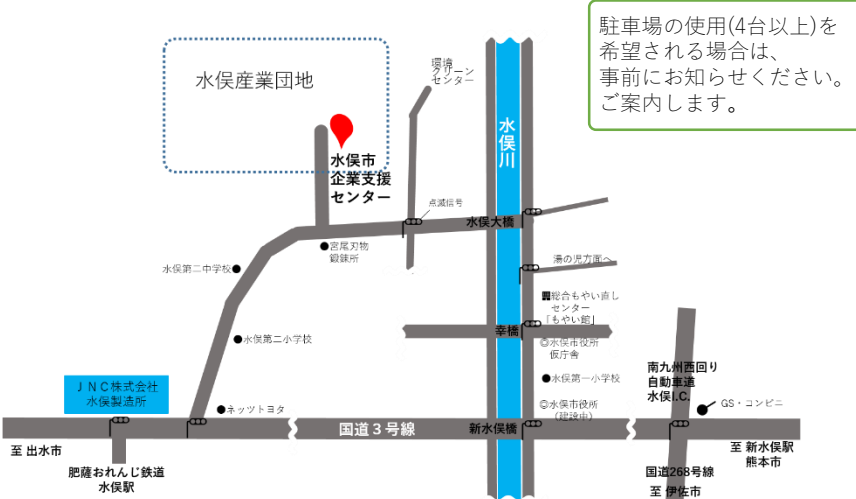 駐車場の使用(4台以上)を
希望される場合は、
事前にお知らせください。
ご案内します。
水俣産業団地
環境
クリーン
センター
水俣川
水俣市
企業支援
センター
点滅信号
水俣大橋
宮尾刃物
鍛錬所
水俣第二中学校
湯の児方面へ
総合もやい直し
センター
「もやい館」
幸橋
水俣第二小学校
◎水俣市役所
仮庁舎
南九州西回り
自動車道
水俣I.C.
水俣第一小学校
JNC株式会社
水俣製造所
GS・コンビニ
ネッツトヨタ
◎水俣市役所
(建設中)
国道3号線
新水俣橋
至 出水市
至 新水俣駅
熊本市
肥薩おれんじ鉄道
水俣駅
国道268号線
至 伊佐市